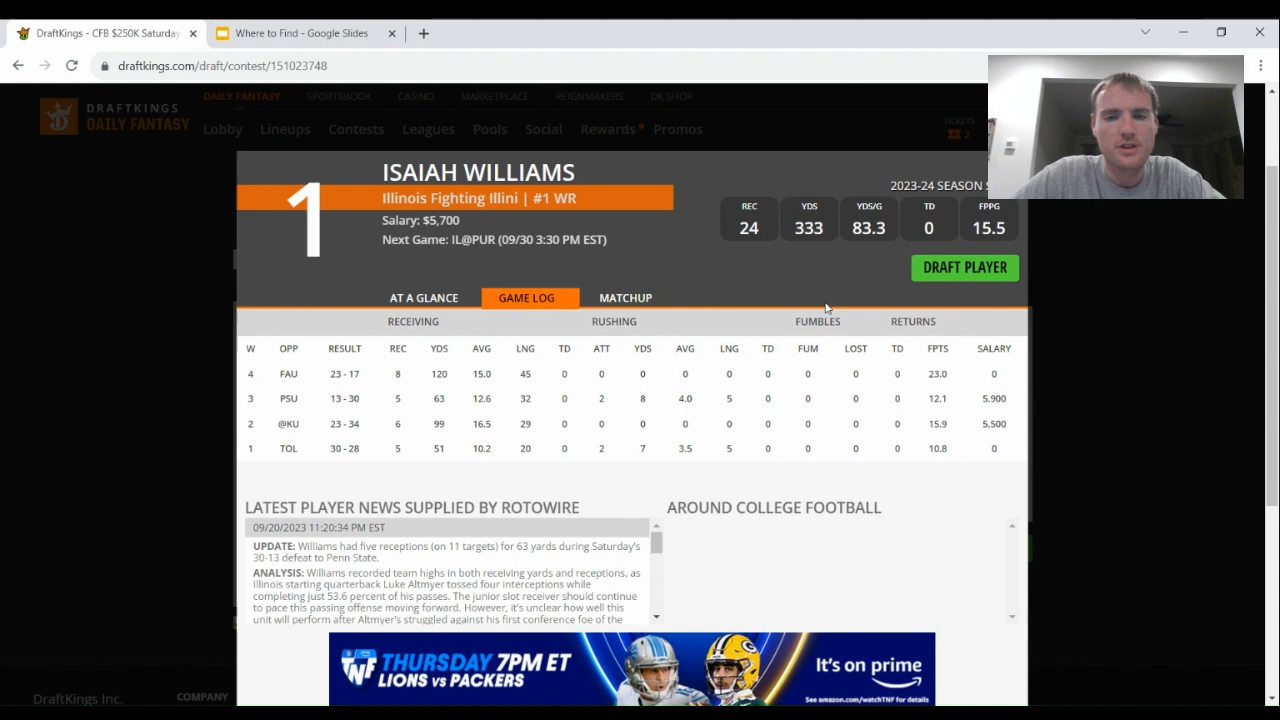 DraftKings - CFB $250K Saturday
Where to Find - Google Slides
draftkings.com/draft/contest/151023748
DRAFTKINGS
DAILY FANTASY
DAILY FANTASY SPORTSBOOK CASINO MARKETPLACE REIGNMAKERS DK SHOP
Lobby Lineups Contests Leagues Pools Social Rewards Promos
TICKETS
2
1
ISAIAH WILLIAMS
Illinois Fighting Illini | #1 WR
Salary: $5,700
Next Game: IL@PUR (09/30 3:30 PM EST)
2023-24 SEASON S
REC YDS YDS/G TD FPPG
24 333 83.3 0 15.5
DRAFT PLAYER
AT A GLANCE GAME LOG MATCHUP
RECEIVING RUSHING FUMBLES RETURNS
W OPP RESULT REC YDS AVG LNG TD ATT YDS AVG LNG TD FUM LOST TD FPTS SALARY
4 FAU 23 - 17 8 120 15.0 45 0 0 0 0 0 0 0 0 0 23.0 0
3 PSU 13 - 30 5 63 12.6 32 0 2 8 4.0 5 0 0 0 0 12.1 5,900
2 @KU 23 - 34 6 99 16.5 29 0 0 0 0 0 0 0 0 0 15.9 5,500
1 TOL 30 - 28 5 51 10.2 20 0 2 7 3.5 5 0 0 0 0 10.8 0
LATEST PLAYER NEWS SUPPLIED BY ROTOWIRE
AROUND COLLEGE FOOTBALL
09/20/2023 11:20:34 PM EST
UPDATE: Williams had five receptions (on 11 targets) for 63 yards during Saturday's
30-13 defeat to Penn State.
ANALYSIS: Williams recorded team highs in both receiving yards and receptions, as
Illinois starting quarterback Luke Altmyer tossed four interceptions while
completing just 53.6 percent of his passes. The junior slot receiver should continue
to pace this passing offense moving forward. However, it's unclear how well this
unit will perform after Altmyer's struggled against his first conference foe of the
TNF THURSDAY 7PM ET
LIONS vs PACKERS
It's on prime
See amazon.com/watchTNF for details
DraftKings Inc. COMPANY